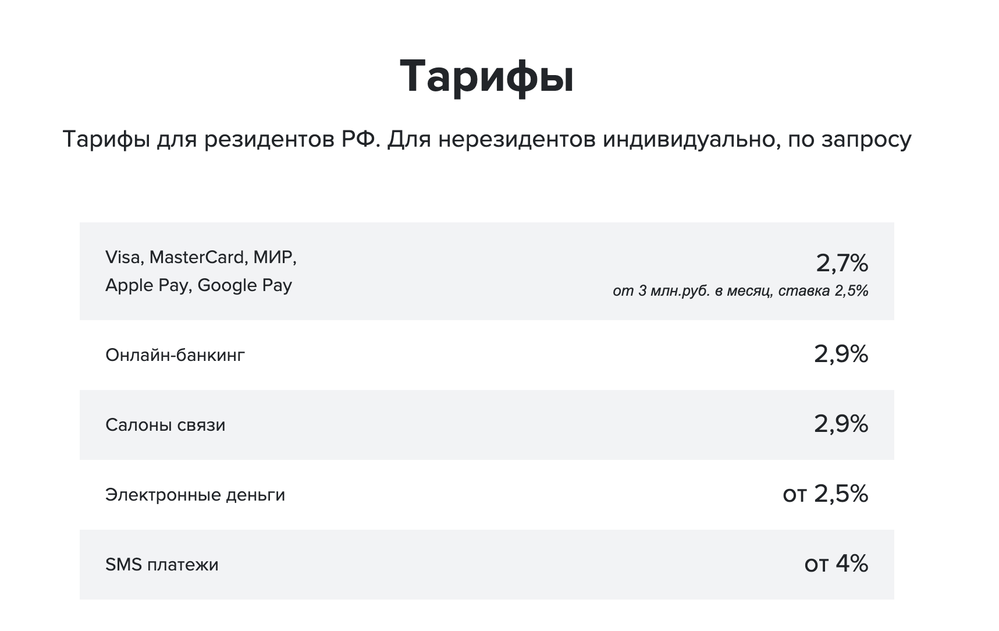 Тарифы
Тарифы для резидентов РФ. Для нерезидентов индивидуально, по запросу
Visa, MasterCard, МИР,
Apple Pay, Google Pay
2,7%
от 3 млн.руб. в месяц, ставка 2,5%
Онлайн-банкинг
2,9%
Салоны связи
2,9%
Электронные деньги
от 2,5%
SMS платежи
от 4%